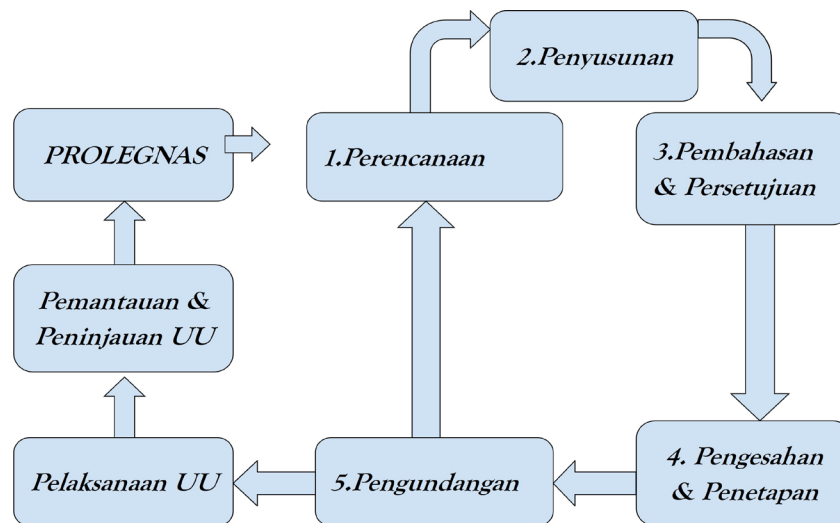 2.Penyusunan
PROLEGNAS
1.Perencanaan
3.Pembahasan
& Persetujuan
Pemantauan &
Peninjauan UU
Pelaksanaan UU
5.Pengundangan
4. Pengesahan
& Penetapan